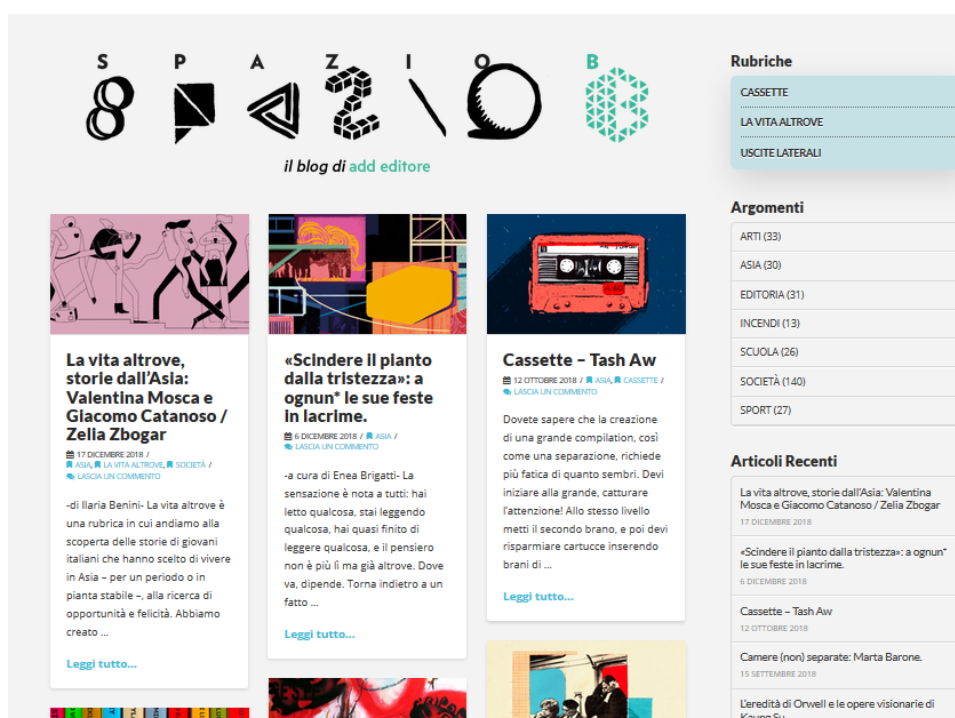 S P A Z I O B
il blog di add editore
La vita altrove,
storie dall'Asia:
Valentina Mosca e
Giacomo Catanoso /
Zelia Zbogar
17 DICEMBRE 2018 /
ASIA, LA VITA ALTROVE, SOCIETÀ /
LASCIA UN COMMENTO
-di Ilaria Benini- La vita altrove è
una rubrica in cui andiamo alla
scoperta delle storie di giovani
italiani che hanno scelto di vivere
in Asia – per un periodo o in
pianta stabile –, alla ricerca di
opportunità e felicità. Abbiamo
creato ...
Leggi tutto...
«Scindere il pianto
dalla tristezza»: a
ognun* le sue feste
in lacrime.
6 DICEMBRE 2018 / ASIA /
LASCIA UN COMMENTO
-a cura di Enea Brigatti- La
sensazione è nota a tutti: hai
letto qualcosa, stai leggendo
qualcosa, hai quasi finito di
leggere qualcosa, e il pensiero
non è più lì ma già altrove. Dove
va, dipende. Torna indietro a un
fatto ...
Leggi tutto...
Cassette – Tash Aw
12 OTTOBRE 2018 / ASIA, CASSETTE /
LASCIA UN COMMENTO
Dovete sapere che la creazione
di una grande compilation, così
come una separazione, richiede
più fatica di quanto sembri. Devi
iniziare alla grande, catturare
l'attenzione! Allo stesso livello
metti il secondo brano, e poi devi
risparmiare cartucce inserendo
brani di ...
Leggi tutto...
Rubriche
CASSETTE
LA VITA ALTROVE
USCITE LATERALI
Argomenti
ARTI (33)
ASIA (30)
EDITORIA (31)
INCENDI (13)
SCUOLA (26)
SOCIETÀ (140)
SPORT (27)
Articoli Recenti
La vita altrove, storie dall'Asia: Valentina
Mosca e Giacomo Catanoso / Zelia Zbogar
17 DICEMBRE 2018
«Scindere il pianto dalla tristezza»: a ognun*
le sue feste in lacrime.
6 DICEMBRE 2018
Cassette – Tash Aw
12 OTTOBRE 2018
Camere (non) separate: Marta Barone.
15 SETTEMBRE 2018
L'eredità di Orwell e le opere visionarie di
Kaung Su